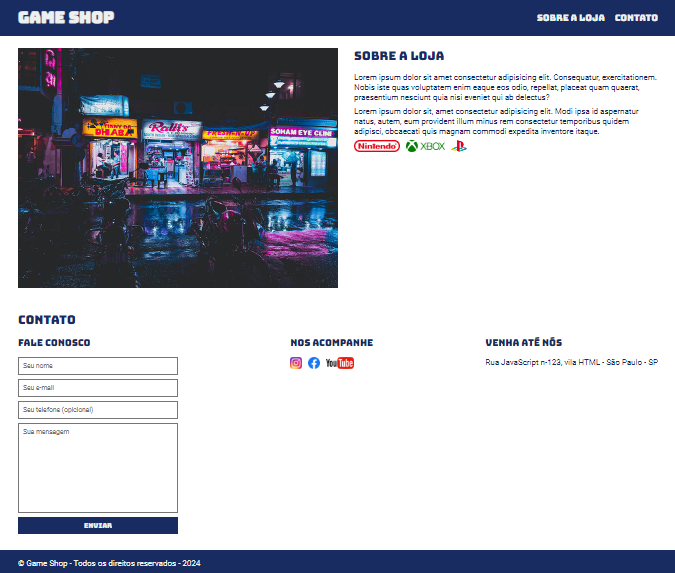 GAME SHOP
SOBRE A LOJA CONTATO
SOBRE A LOJA
Lorem ipsum dolor sit amet consectetur adipisicing elit. Consequatur, exercitationem.
Nobis iste quas voluptatem enim eaque eos odio, repellat, placeat quam quaerat,
praesentium nesciunt quia nisi eveniet qui ab delectus?
Lorem ipsum dolor sit, amet consectetur adipisicing elit. Modi ipsa id aspernatur
natus, autem, eum provident illum minus rem consectetur temporibus quidem
adipisci, obcaecati quis magnam commodi expedita inventore itaque.
Nintendo XBOX
Ralli's
FRESH N UP
SOHAM EYE CLINI
DHABA
CONTATO
FALE CONOSCO
Seu nome
Seu e-mail
Seu telefone (opicional)
Sua mensagem
ENVIAR
NOS ACOMPANHE
YouTube
VENHA ATÉ NÓS
Rua JavaScript n-123, vila HTML - São Paulo - SP
© Game Shop - Todos os direitos reservados - 2024